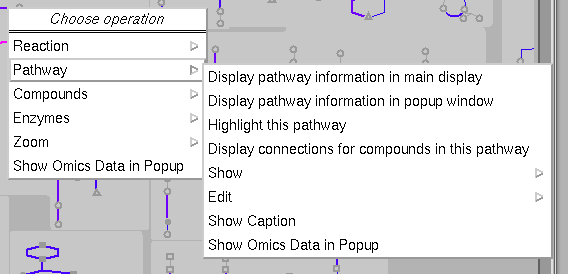 Choose operation
Reaction
Pathway
Compounds
Enzymes
Zoom
Show Omics Data in Popup
Display pathway information in main display
Display pathway information in popup window
Highlight this pathway
Display connections for compounds in this pathway
Show
Edit
Show Caption
Show Omics Data in Popup